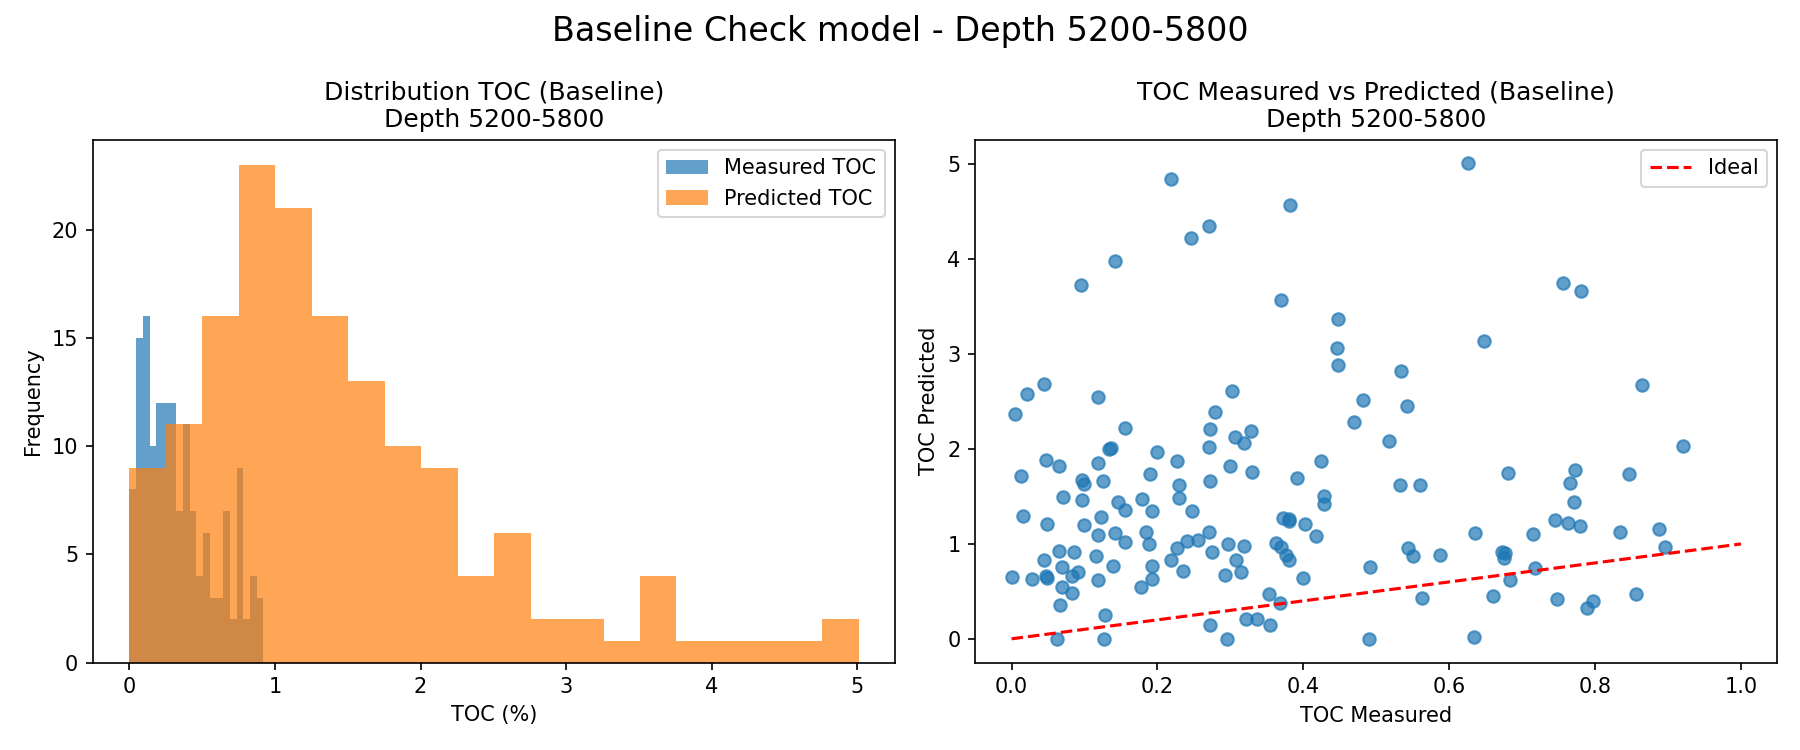 Baseline Check model - Depth 5200-5800
Distribution TOC (Baseline)
Depth 5200-5800
Measured TOC
Predicted TOC
Frequency
20
15
10
5
0
0 1 2 3 4 5
TOC (%)
TOC Measured vs Predicted (Baseline)
Depth 5200-5800
Ideal
TOC Predicted
5
4
3
2
1
0
0.0 0.2 0.4 0.6 0.8 1.0
TOC Measured